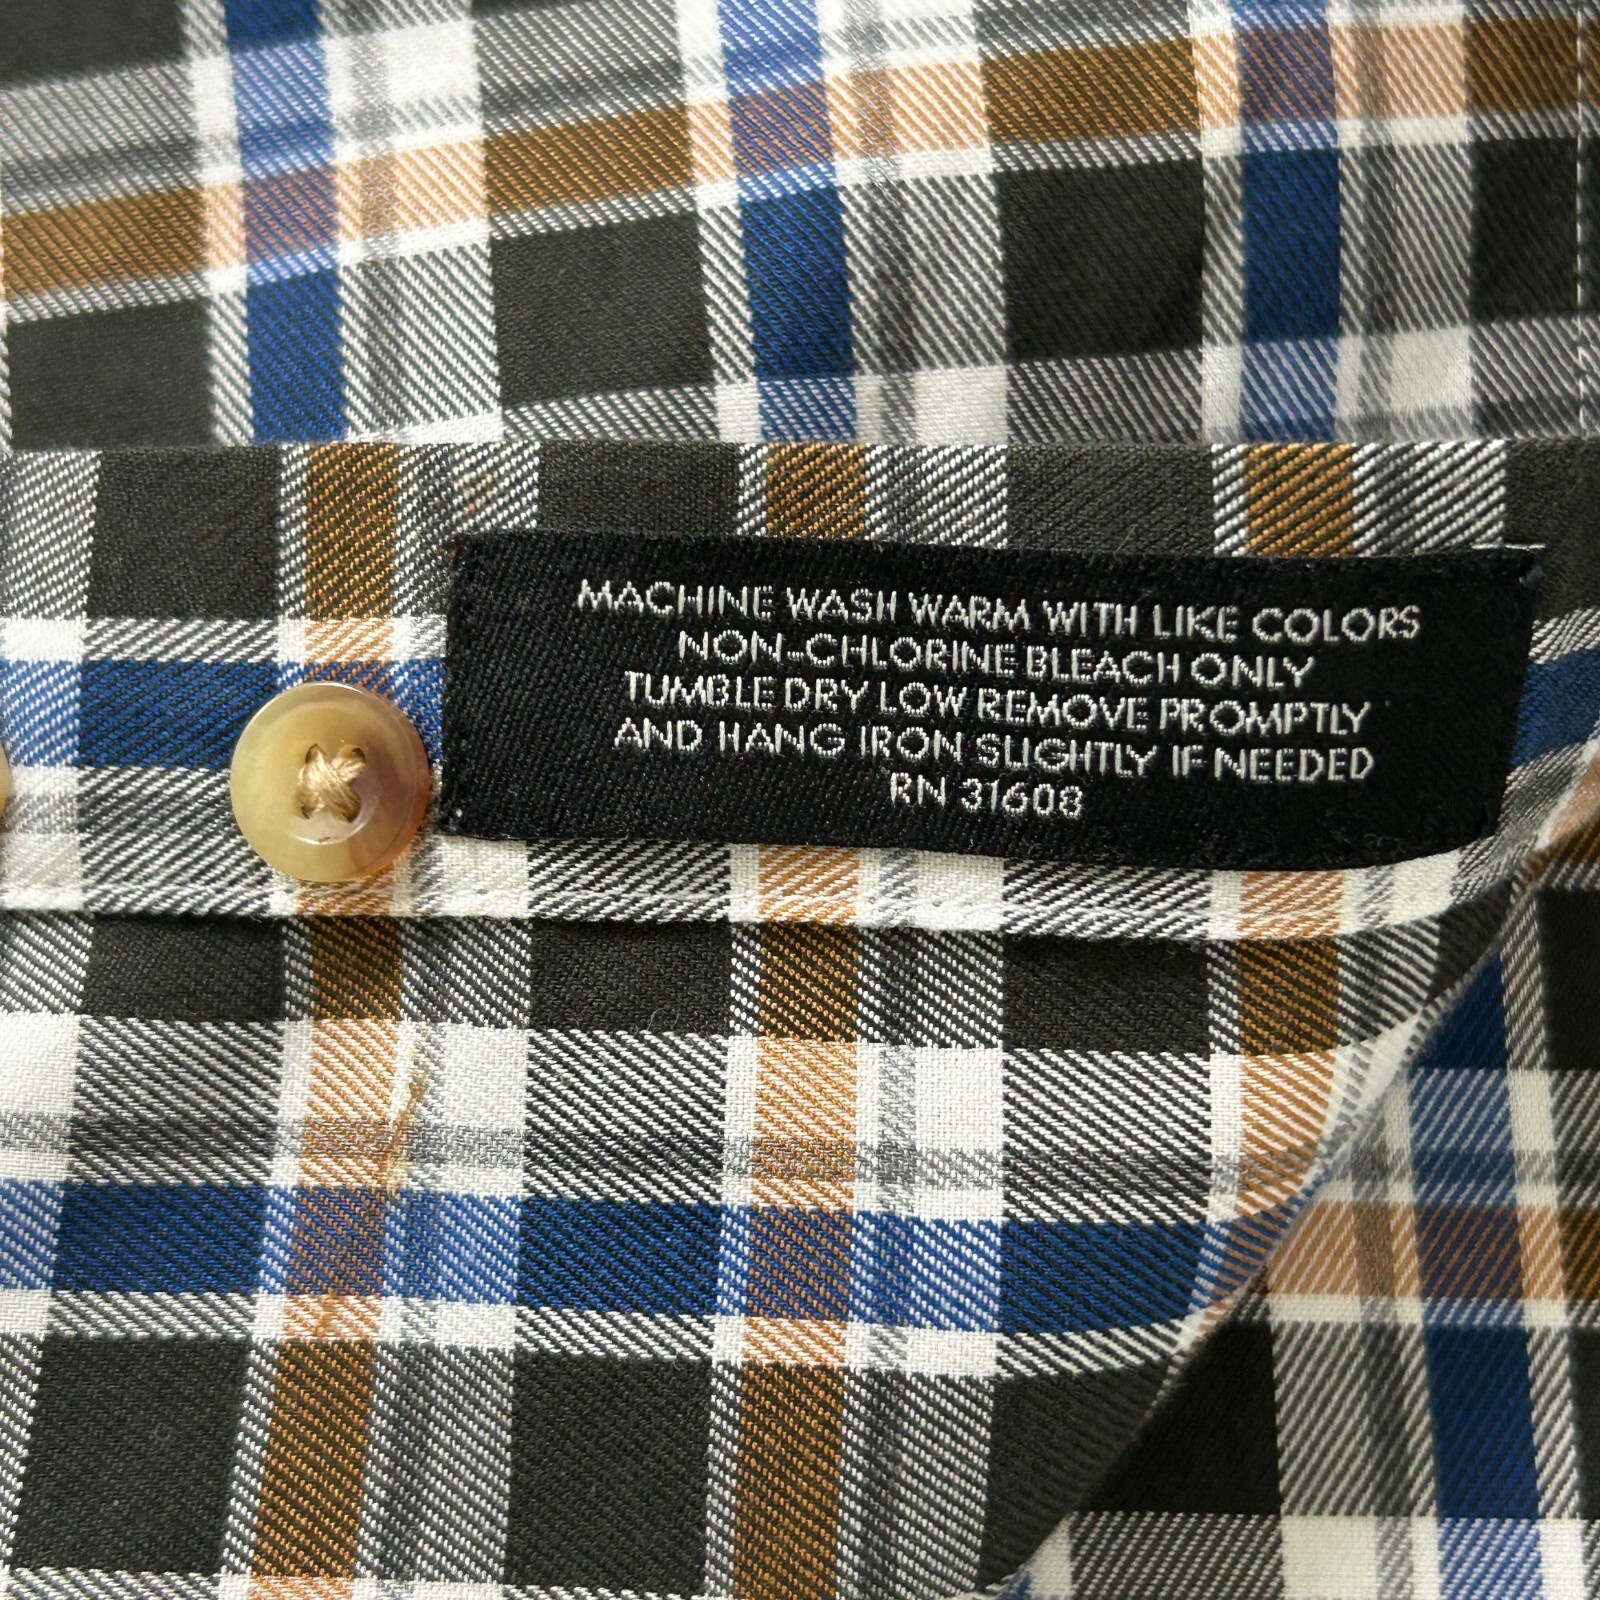 MACHINE WASH WARM WITH LIKE COLORS
NON-CHLORINE BLEACH ONLY
TUMBLE DRY LOW REMOVE PROMPTLY
AND HANG IRON SLIGHTLY IF NEEDED
RN 31608